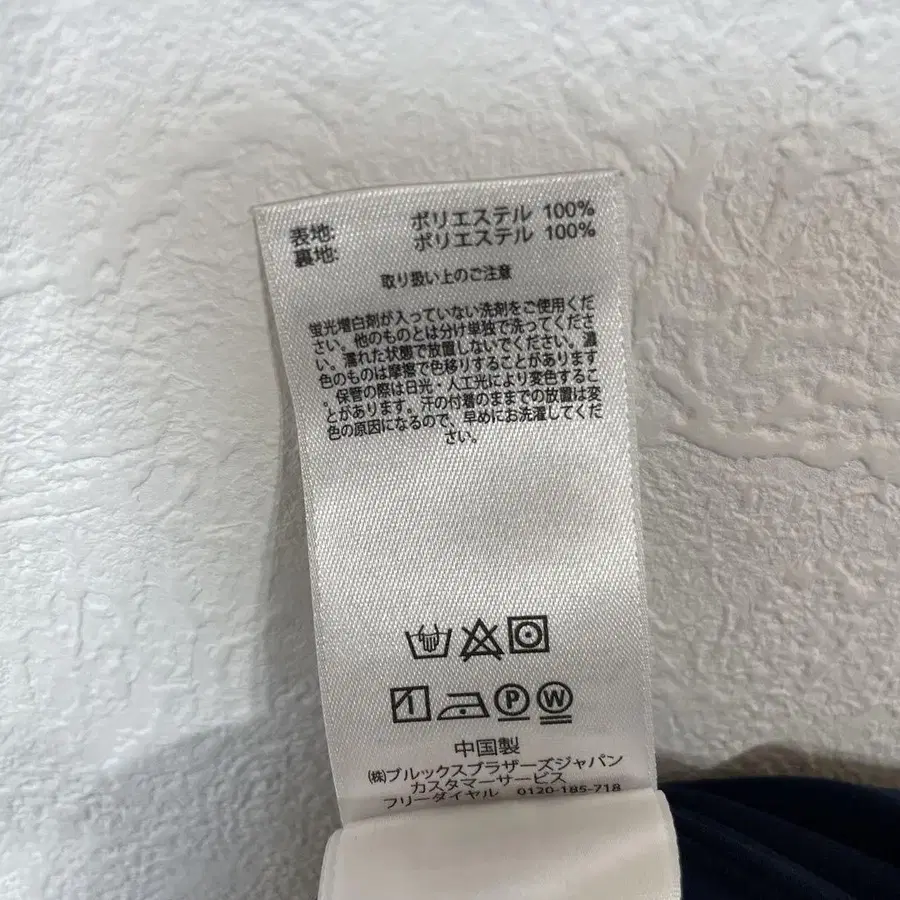 表地: ポリエステル 100%
裏地: ポリエステル 100%
取り扱い上のご注意
蛍光増白剤が入っていない洗剤をご使用くだ
さい。他のものとは分け単独で洗ってくださ
い。濡れた状態で放置しないでください。濃
色のものは摩擦で色移りすることがあります
。保管の際は日光・人工光により変色するこ
とがあります。汗の付着のままでの放置は変
色の原因になるので、早めにお洗濯してくだ
さい。
P W
中国製
㈱ブルックスブラザーズジャパン
カスタマーサービス
フリーダイヤル 0120-185-718